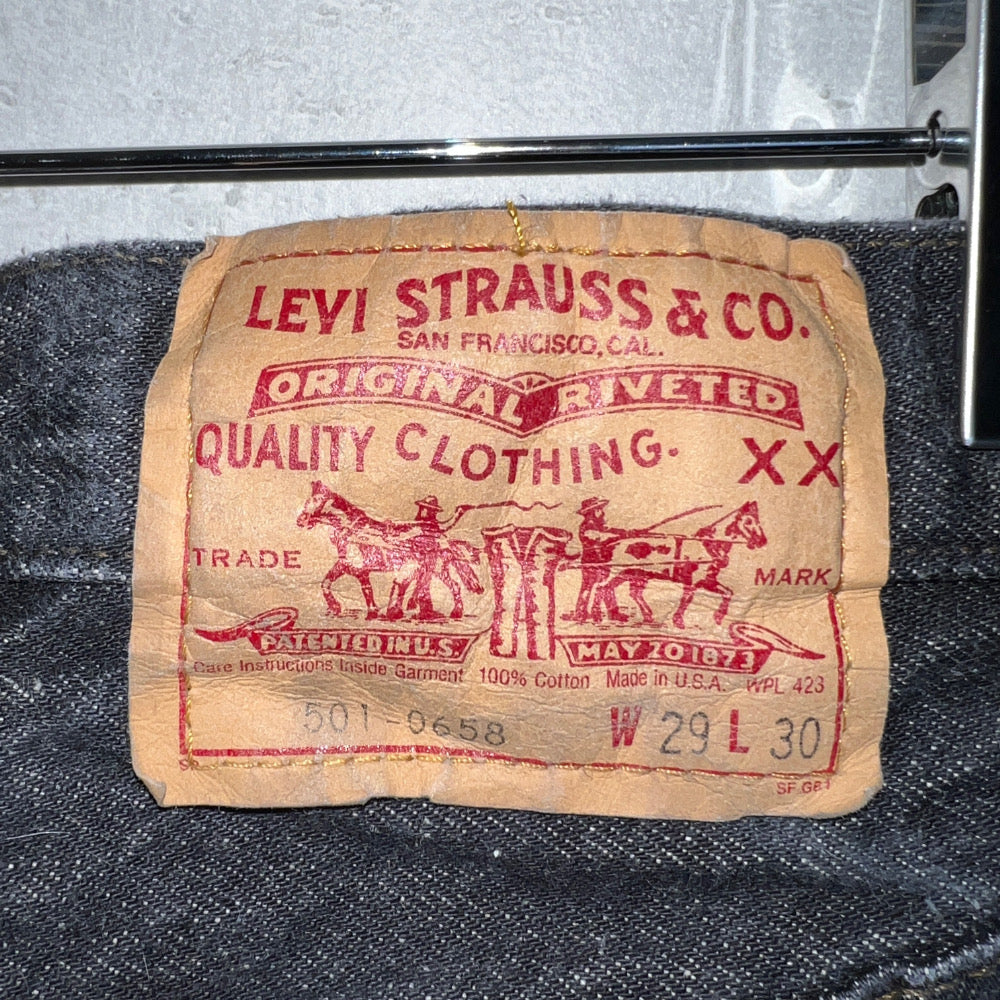 LEVI STRAUSS & CO.
SAN FRANCISCO, CAL.
ORIGINAL RIVETED
QUALITY CLOTHING. XX
TRADE MARK
PATENTED IN U.S. MAY 20 1873
Care Instructions Inside Garment 100% Cotton Made in U.S.A. WPL 423
501-0658 W 29 L 30
SF